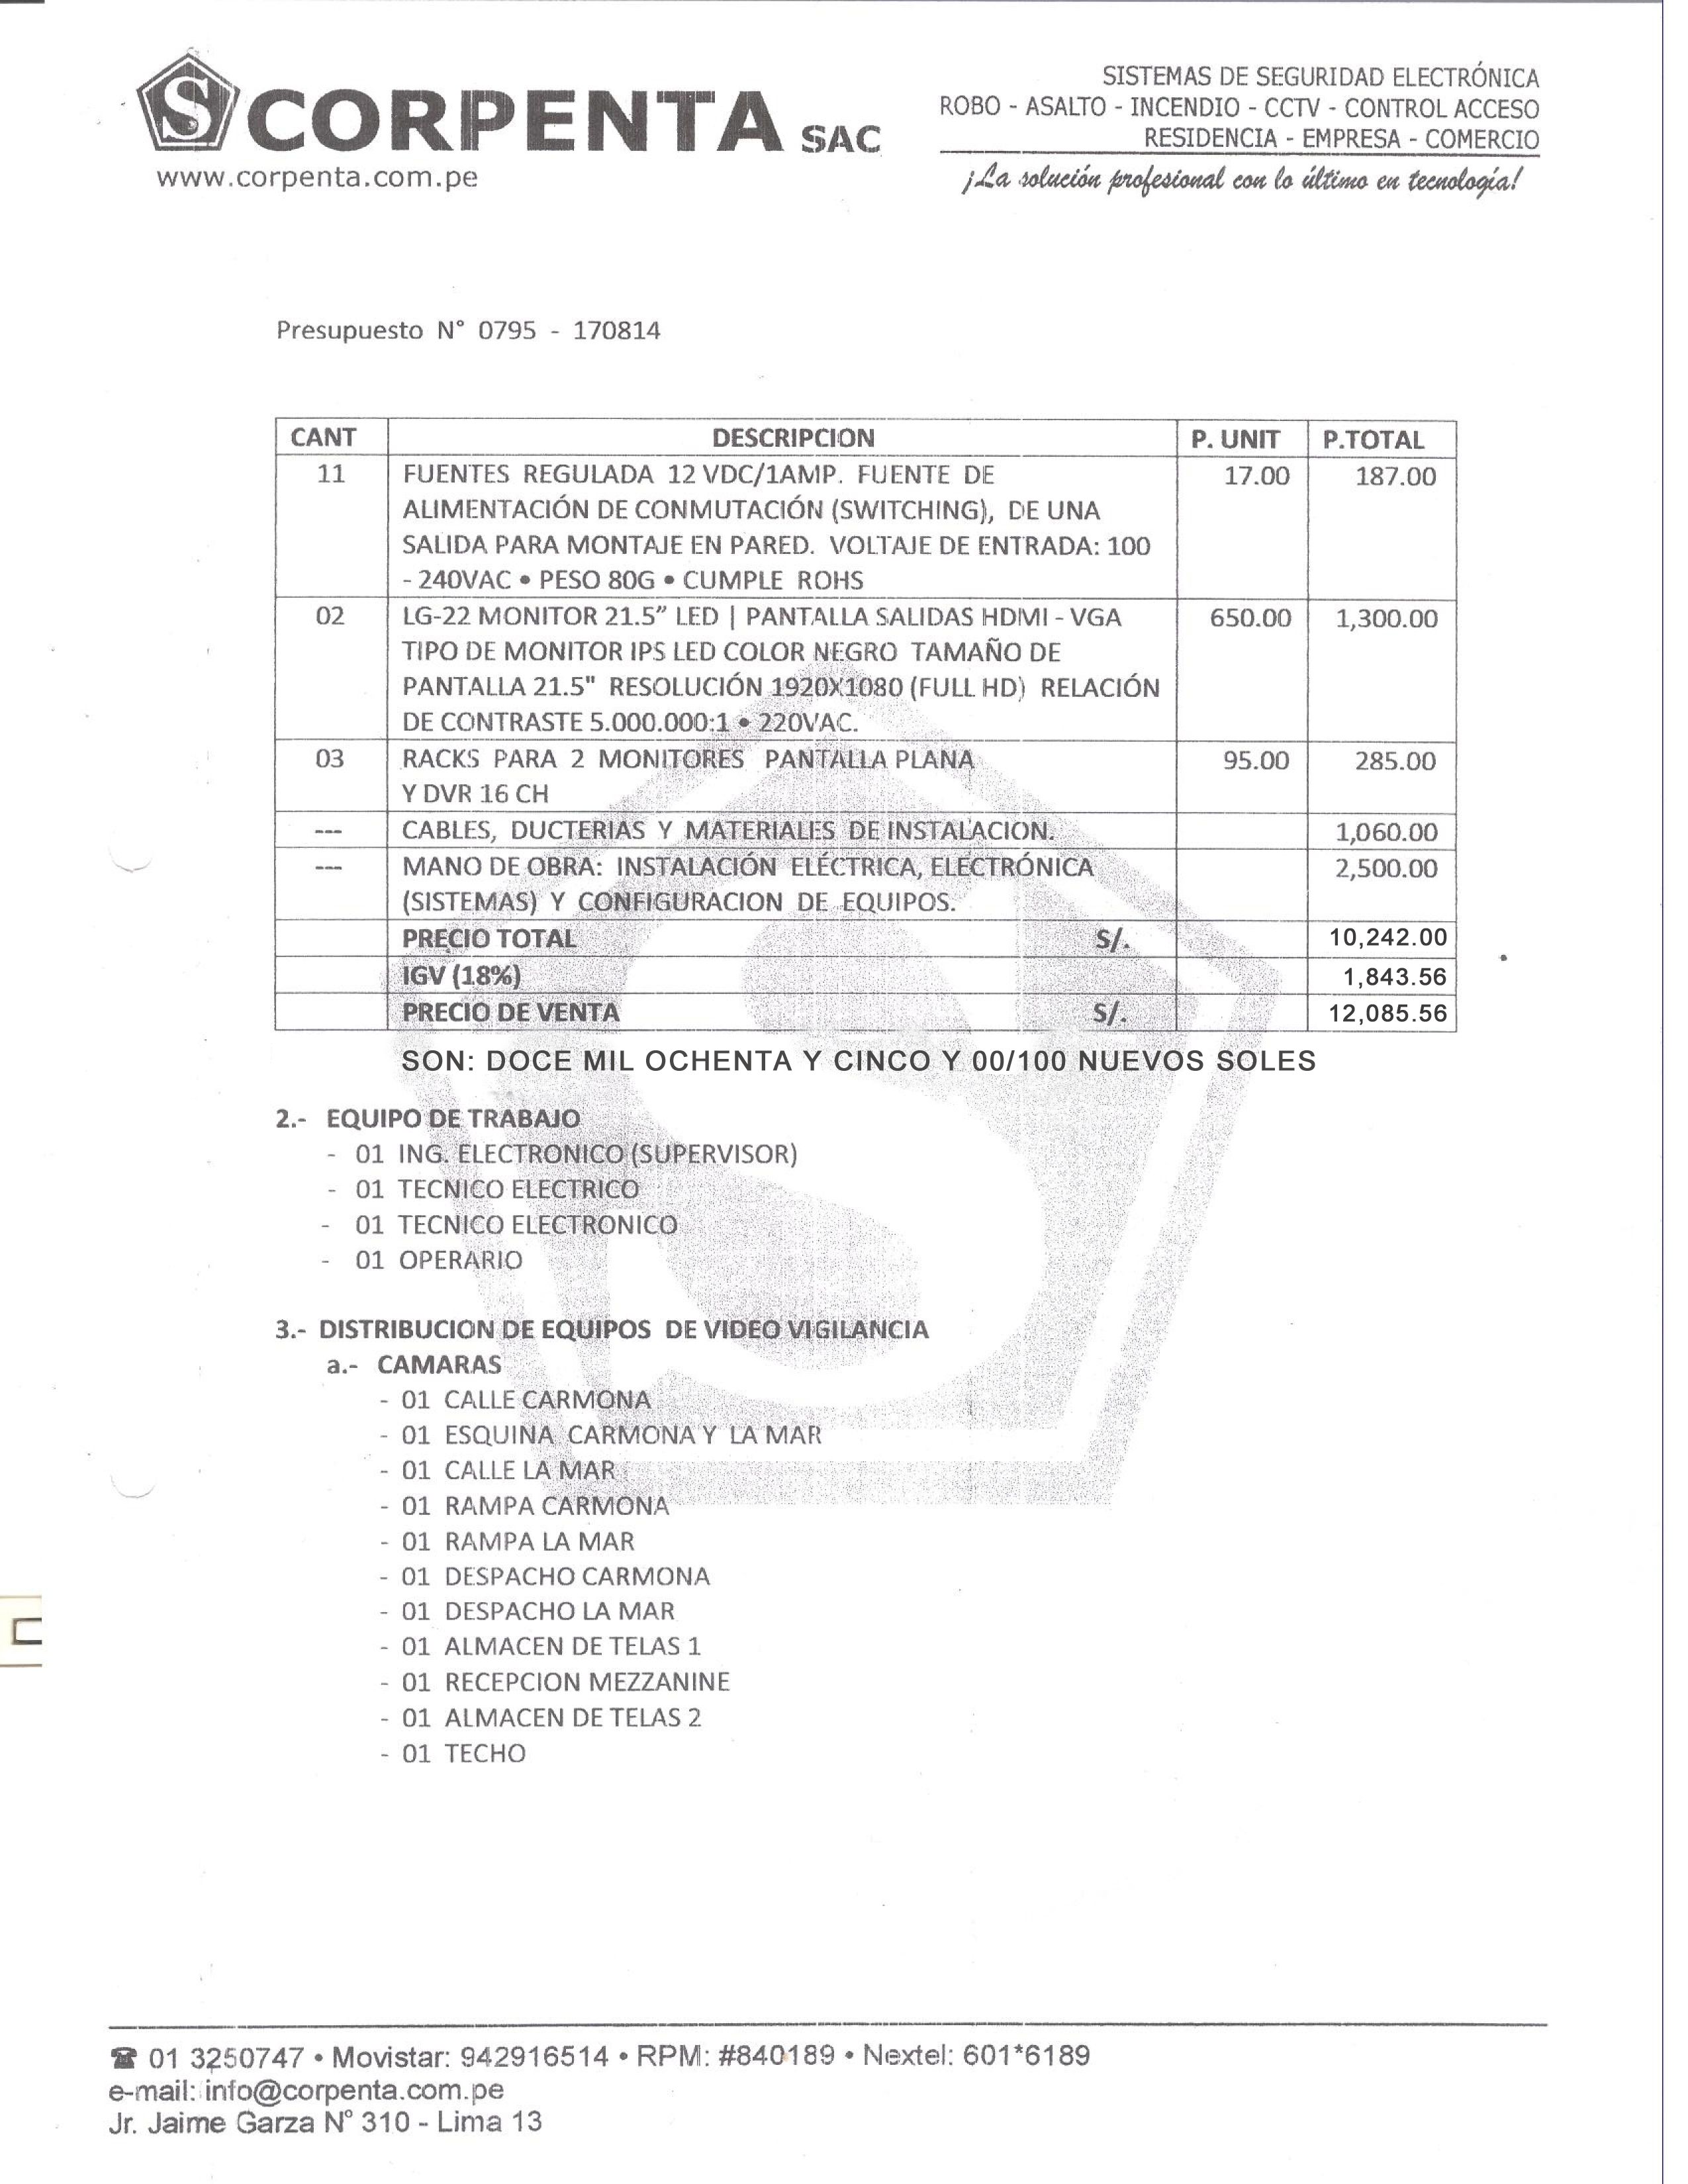 S CORPENTA SAC
www.corpenta.com.pe
SISTEMAS DE SEGURIDAD ELECTRÓNICA
ROBO - ASALTO - INCENDIO - CCTV - CONTROL ACCESO
RESIDENCIA - EMPRESA - COMERCIO
¡La solución profesional con lo último en tecnología!
Presupuesto N° 0795 - 170814
CANT DESCRIPCION P. UNIT P.TOTAL
11 FUENTES REGULADA 12 VDC/1AMP. FUENTE DE 17.00 187.00
ALIMENTACIÓN DE CONMUTACIÓN (SWITCHING), DE UNA
SALIDA PARA MONTAJE EN PARED. VOLTAJE DE ENTRADA: 100
- 240VAC • PESO 80G • CUMPLE ROHS
02 LG-22 MONITOR 21.5” LED | PANTALLA SALIDAS HDMI - VGA 650.00 1,300.00
TIPO DE MONITOR IPS LED COLOR NEGRO TAMAÑO DE
PANTALLA 21.5" RESOLUCIÓN 1920X1080 (FULL HD) RELACIÓN
DE CONTRASTE 5.000.000:1 • 220VAC.
03 RACKS PARA 2 MONITORES PANTALLA PLANA 95.00 285.00
Y DVR 16 CH
--- CABLES, DUCTERIAS Y MATERIALES DE INSTALACION. 1,060.00
--- MANO DE OBRA: INSTALACIÓN ELÉCTRICA, ELECTRÓNICA 2,500.00
(SISTEMAS) Y CONFIGURACION DE EQUIPOS.
PRECIO TOTAL S/. 10,242.00
IGV (18%) 1,843.56
PRECIO DE VENTA S/. 12,085.56
SON: DOCE MIL OCHENTA Y CINCO Y 00/100 NUEVOS SOLES
2.- EQUIPO DE TRABAJO
- 01 ING. ELECTRONICO (SUPERVISOR)
- 01 TECNICO ELECTRICO
- 01 TECNICO ELECTRONICO
- 01 OPERARIO
3.- DISTRIBUCION DE EQUIPOS DE VIDEO VIGILANCIA
a.- CAMARAS
- 01 CALLE CARMONA
- 01 ESQUINA CARMONA Y LA MAR
- 01 CALLE LA MAR
- 01 RAMPA CARMONA
- 01 RAMPA LA MAR
- 01 DESPACHO CARMONA
- 01 DESPACHO LA MAR
- 01 ALMACEN DE TELAS 1
- 01 RECEPCION MEZZANINE
- 01 ALMACEN DE TELAS 2
- 01 TECHO
☎ 01 3250747 • Movistar: 942916514 • RPM: #840189 • Nextel: 601*6189
e-mail: info@corpenta.com.pe
Jr. Jaime Garza N° 310 - Lima 13